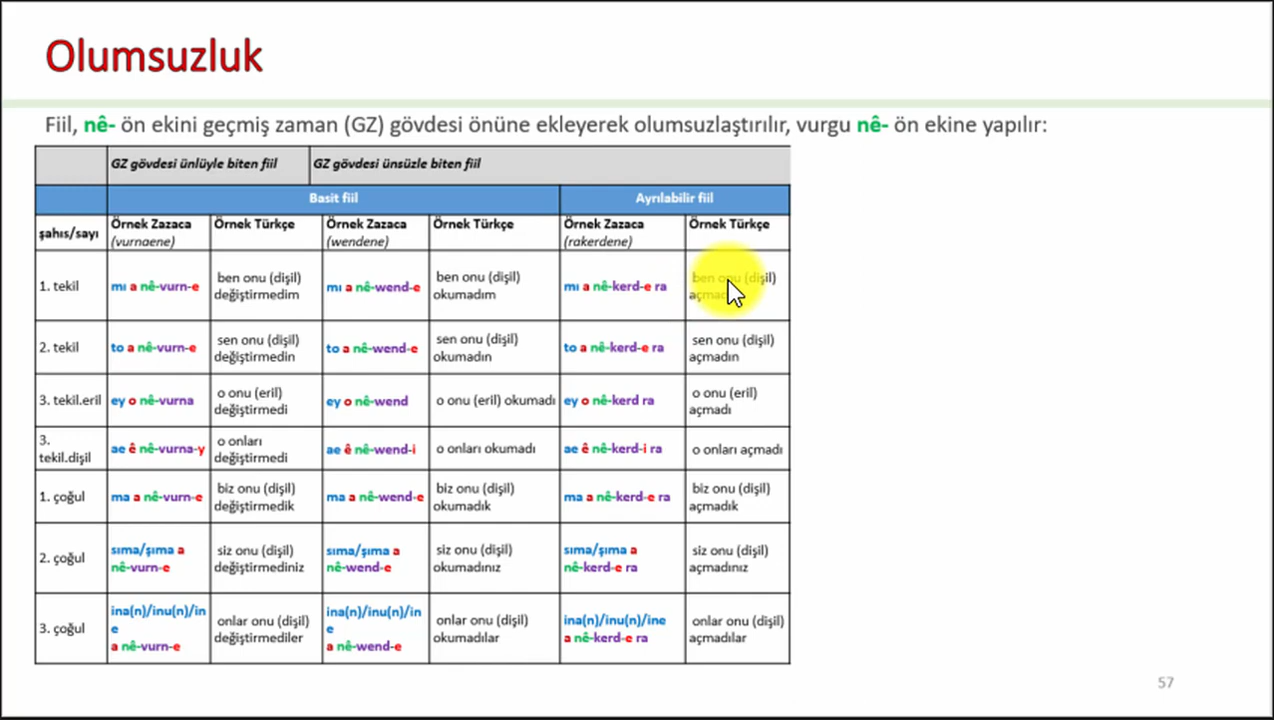 Olumsuzluk
Fiil, nê- ön ekini geçmiş zaman (GZ) gövdesi önüne ekleyerek olumsuzlaştırılır, vurgu nê- ön ekine yapılır:
GZ gövdesi ünlüyle biten fiil GZ gövdesi ünsüzle biten fiil
Basit fiil Ayrılabilir fiil
şahıs/sayı Örnek Zazaca (vurnaene) Örnek Türkçe Örnek Zazaca (wendene) Örnek Türkçe Örnek Zazaca (rakerdene) Örnek Türkçe
1. tekil mı a nê-vurn-e ben onu (dişil) değiştirmedim mı a nê-wend-e ben onu (dişil) okumadım mı a nê-kerd-e ra ben onu (dişil)
2. tekil to a nê-vurn-e sen onu (dişil) değiştirmedin to a nê-wend-e sen onu (dişil) okumadın to a nê-kerd-e ra sen onu (dişil) açmadın
3. tekil.eril ey o nê-vurna o onu (eril) değiştirmedi ey o nê-wend o onu (eril) okumadı ey o nê-kerd ra o onu (eril) açmadı
3. tekil.dişil ae ê nê-vurna-y o onları değiştirmedi ae ê nê-wend-i o onları okumadı ae ê nê-kerd-i ra o onları açmadı
1. çoğul ma a nê-vurn-e biz onu (dişil) değiştirmedik ma a nê-wend-e biz onu (dişil) okumadık ma a nê-kerd-e ra biz onu (dişil) açmadık
2. çoğul sıma/şıma a nê-vurn-e siz onu (dişil) değiştirmediniz sıma/şıma a nê-wend-e siz onu (dişil) okumadınız sıma/şıma a nê-kerd-e ra siz onu (dişil) açmadınız
3. çoğul ina(n)/inu(n)/in e a nê-vurn-e onlar onu (dişil) değiştirmediler ina(n)/inu(n)/in e a nê-wend-e onlar onu (dişil) okumadılar ina(n)/inu(n)/ine a nê-kerd-e ra onlar onu (dişil) açmadılar
57